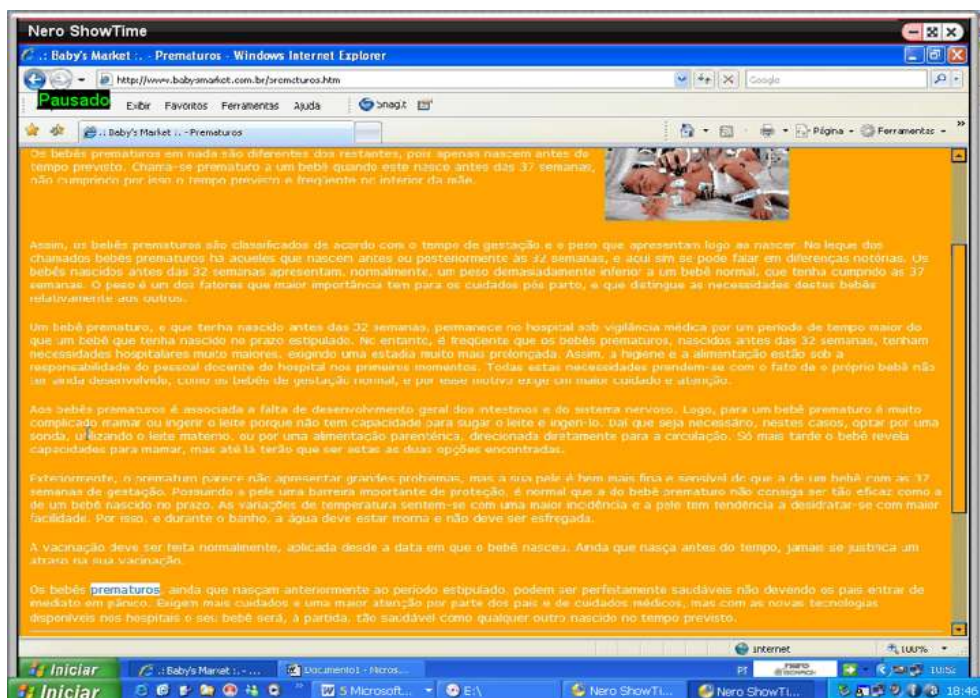 Nero ShowTime
.: Baby's Market :. - Prematuros - Windows Internet Explorer
http://www.babysmarket.com.br/prematuros.htm
Google
Pausado Exibir Favoritos Ferramentas Ajuda SnagIt
.: Baby's Market :. - Prematuros
Página Ferramentas
Os bebês prematuros em nada são diferentes dos restantes, pois apenas nascem antes do
tempo previsto. Chama-se prematuro a um bebê quando este nasce antes das 37 semanas,
não cumprindo por isso o tempo previsto e freqüente no interior da mãe.
Assim, os bebês prematuros são classificados de acordo com o tempo de gestação e o peso que apresentam logo ao nascer. No leque dos
chamados bebês prematuros há aqueles que nascem antes ou posteriormente às 32 semanas, e aqui sim se pode falar em diferenças notórias. Os
bebês nascidos antes das 32 semanas apresentam, normalmente, um peso demasiadamente inferior a um bebê normal, que tenha cumprido as 37
semanas. O peso é um dos fatores que maior importância tem para os cuidados pós parto, e que distingue as necessidades destes bebês
relativamente aos outros.
Um bebê prematuro, e que tenha nascido antes das 32 semanas, permanece no hospital sob vigilância médica por um período de tempo maior do
que um bebê que tenha nascido no prazo estipulado. No entanto, é freqüente que os bebês prematuros, nascidos antes das 32 semanas, tenham
necessidades hospitalares muito maiores, exigindo uma estadia muito mais prolongada. Assim, a higiene e a alimentação estão sob a
responsabilidade do pessoal docente do hospital nos primeiros momentos. Todas estas necessidades prendem-se com o fato de o próprio bebê não
ter ainda desenvolvido, como os bebês de gestação normal, e por esse motivo exige um maior cuidado e atenção.
Aos bebês prematuros é associada a falta de desenvolvimento geral dos intestinos e do sistema nervoso. Logo, para um bebê prematuro é muito
complicado mamar ou ingerir o leite porque não tem capacidade para sugar o leite e ingeri-lo. Daí que seja necessário, nestes casos, optar por uma
sonda, utilizando o leite materno, ou por uma alimentação parentérica, direcionada diretamente para a circulação. Só mais tarde o bebê revela
capacidades para mamar, mas até lá terão que ser estas as duas opções encontradas.
Exteriormente, o prematuro parece não apresentar grandes problemas, mas a sua pele é bem mais fina e sensível do que a de um bebê com as 37
semanas de gestação. Possuindo a pele uma barreira importante de proteção, é normal que a do bebê prematuro não consiga ser tão eficaz como a
de um bebê nascido no prazo. As variações de temperatura sentem-se com uma maior incidência e a pele tem tendência a desidratar-se com maior
facilidade. Por isso, e durante o banho, a água deve estar morna e não deve ser esfregada.
A vacinação deve ser feita normalmente, aplicada desde a data em que o bebê nasceu. Ainda que nasça antes do tempo, jamais se justifica um
atraso na sua vacinação.
Os bebês prematuros, ainda que nasçam anteriormente ao período estipulado, podem ser perfeitamente saudáveis não devendo os pais entrar de
imediato em pânico. Exigem mais cuidados e uma maior atenção por parte dos pais e de cuidados médicos, mas com as novas tecnologias
disponíveis nos hospitais o seu bebê será, à partida, tão saudável como qualquer outro nascido no tempo previsto.
Internet 100%
Iniciar .: Baby's Market :. - ... Documento1 - Micros... PT
Iniciar 5 Microsoft... E:\ Nero ShowTi... Nero ShowTi...